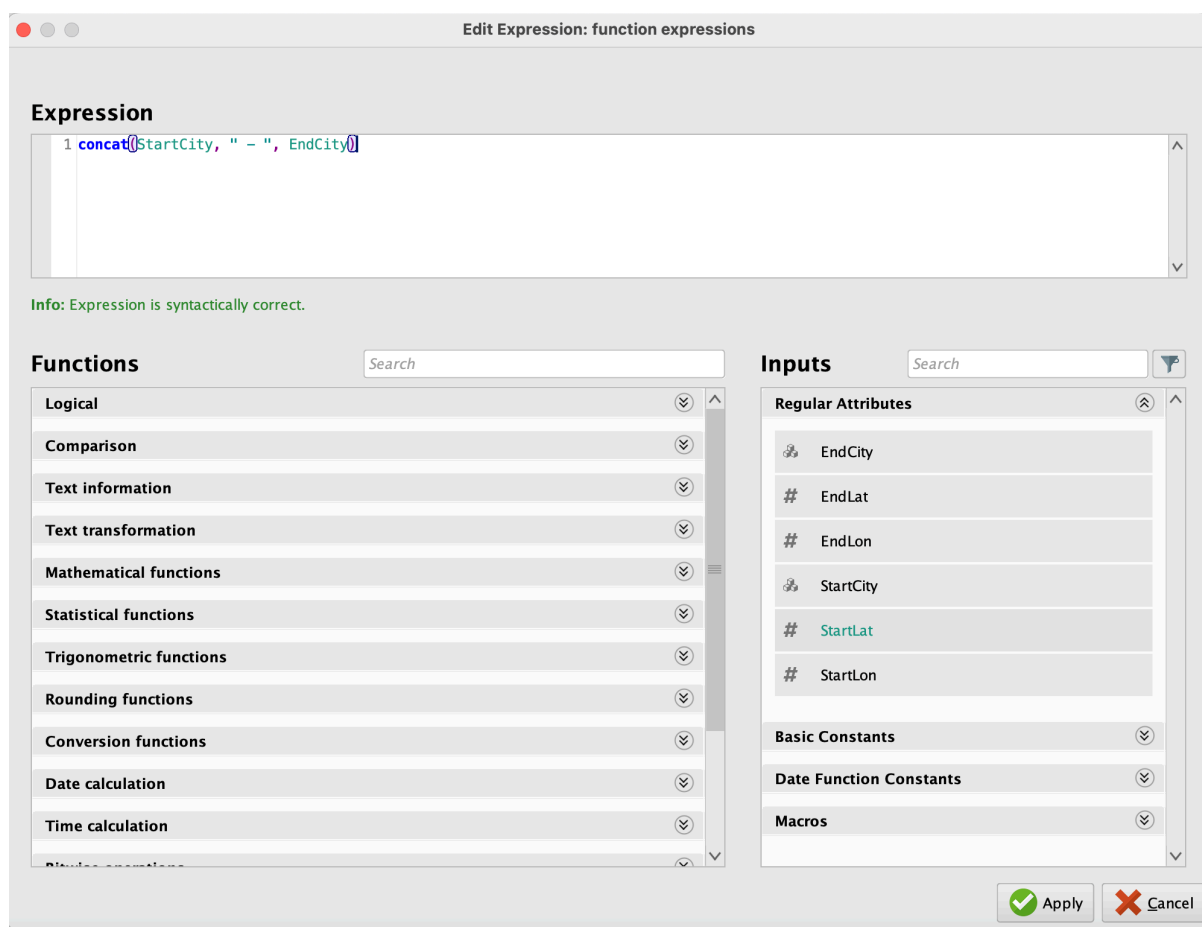 Edit Expression: function expressions
Expression
1 concat(StartCity, " - ", EndCity)
Info: Expression is syntactically correct.
Functions
Search
Inputs
Search
Logical
Comparison
Text information
Text transformation
Mathematical functions
Statistical functions
Trigonometric functions
Rounding functions
Conversion functions
Date calculation
Time calculation
Bitwise operations
Regular Attributes
EndCity
# EndLat
# EndLon
StartCity
# StartLat
# StartLon
Basic Constants
Date Function Constants
Macros
Apply
Cancel